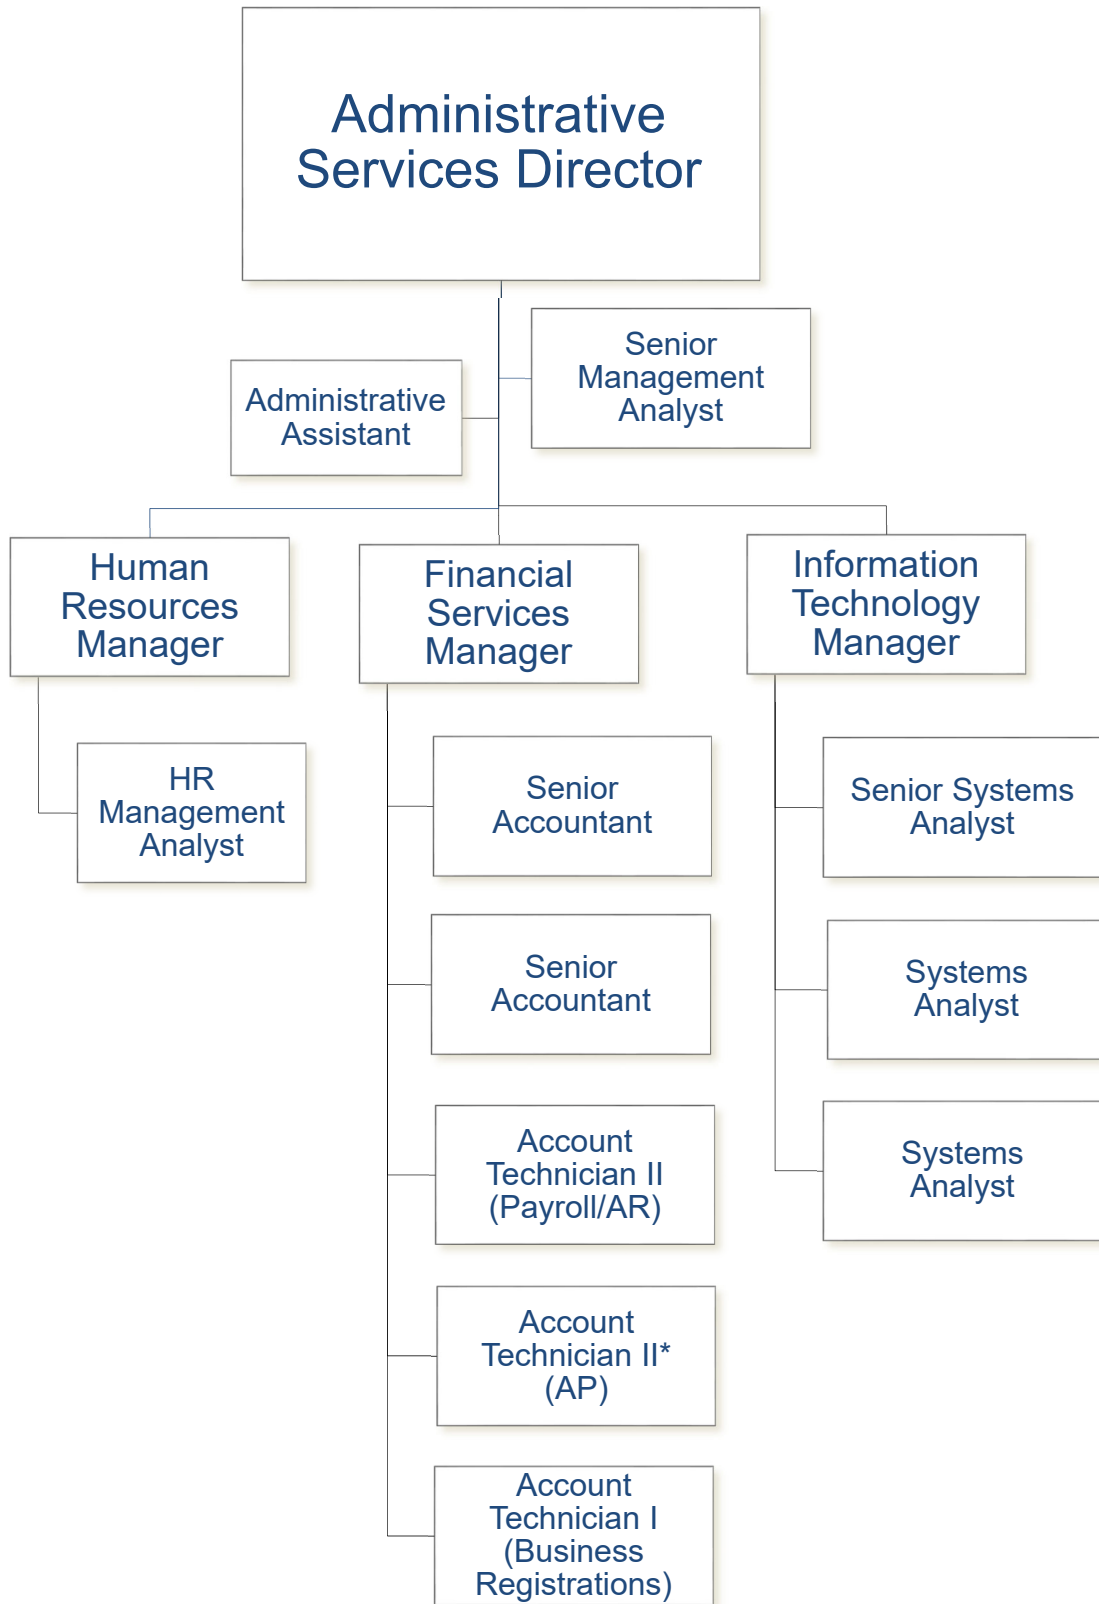 Administrative
Services Director
Senior
Management
Analyst
Administrative
Assistant
Human
Resources
Manager
Financial
Services
Manager
Information
Technology
Manager
HR
Management
Analyst
Senior
Accountant
Senior
Accountant
Account
Technician II
(Payroll/AR)
Account
Technician II*
(AP)
Account
Technician I
(Business
Registrations)
Senior Systems
Analyst
Systems
Analyst
Systems
Analyst